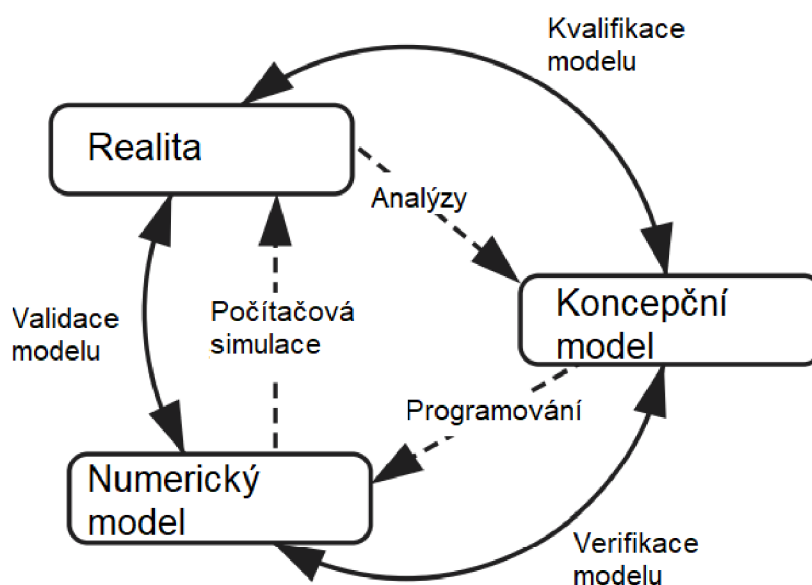 Kvalifikace
modelu
Realita
Analýzy
Koncepční
model
Validace
modelu
Počítačová
simulace
Programování
Numerický
model
Verifikace
modelu